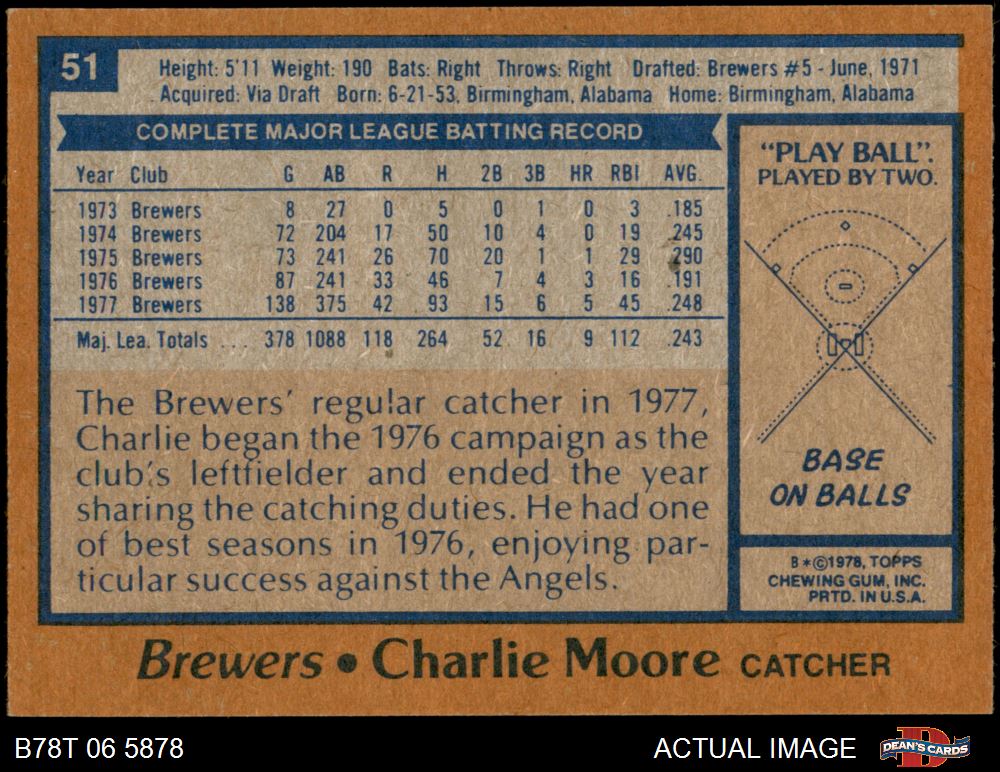 51
Height: 5'11 Weight: 190 Bats: Right Throws: Right Drafted: Brewers #5 - June, 1971
Acquired: Via Draft Born: 6-21-53, Birmingham, Alabama Home: Birmingham, Alabama
COMPLETE MAJOR LEAGUE BATTING RECORD
Year Club G AB R H 2B 3B HR RBI AVG.
1973 Brewers 8 27 0 5 0 1 0 3 .185
1974 Brewers 72 204 17 50 10 4 0 19 .245
1975 Brewers 73 241 26 70 20 1 1 29 .290
1976 Brewers 87 241 33 46 7 4 3 16 .191
1977 Brewers 138 375 42 93 15 6 5 45 .248
Maj. Lea. Totals ... 378 1088 118 264 52 16 9 112 .243
The Brewers' regular catcher in 1977,
Charlie began the 1976 campaign as the
club's leftfielder and ended the year
sharing the catching duties. He had one
of best seasons in 1976, enjoying par-
ticular success against the Angels.
"PLAY BALL".
PLAYED BY TWO.
BASE
ON BALLS
B*©1978, TOPPS
CHEWING GUM, INC.
PRTD. IN U.S.A.
Brewers • Charlie Moore CATCHER
B78T 06 5878
ACTUAL IMAGE
DEAN'S CARDS